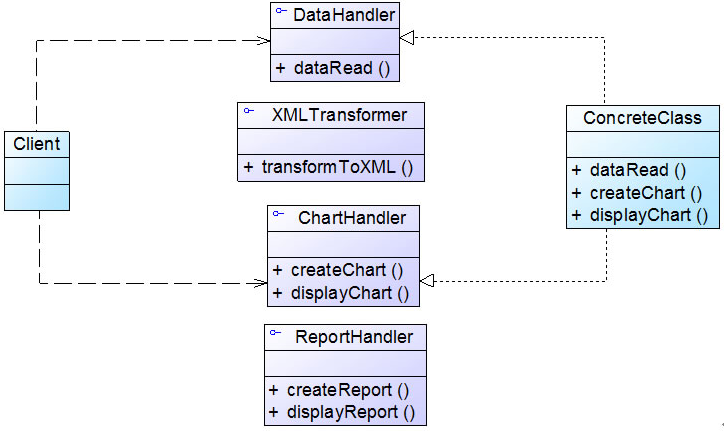 DataHandler
+ dataRead ()
XMLTransformer
+ transformToXML ()
Client
ConcreteClass
+ dataRead ()
+ createChart ()
+ displayChart ()
ChartHandler
+ createChart ()
+ displayChart ()
ReportHandler
+ createReport ()
+ displayReport ()